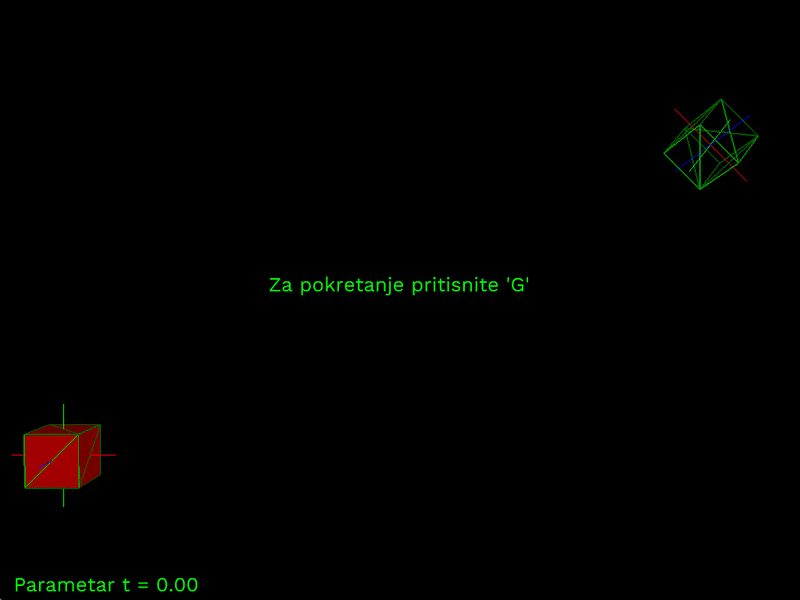 Za pokretanje pritisnite 'G'
Parametar t = 0.00